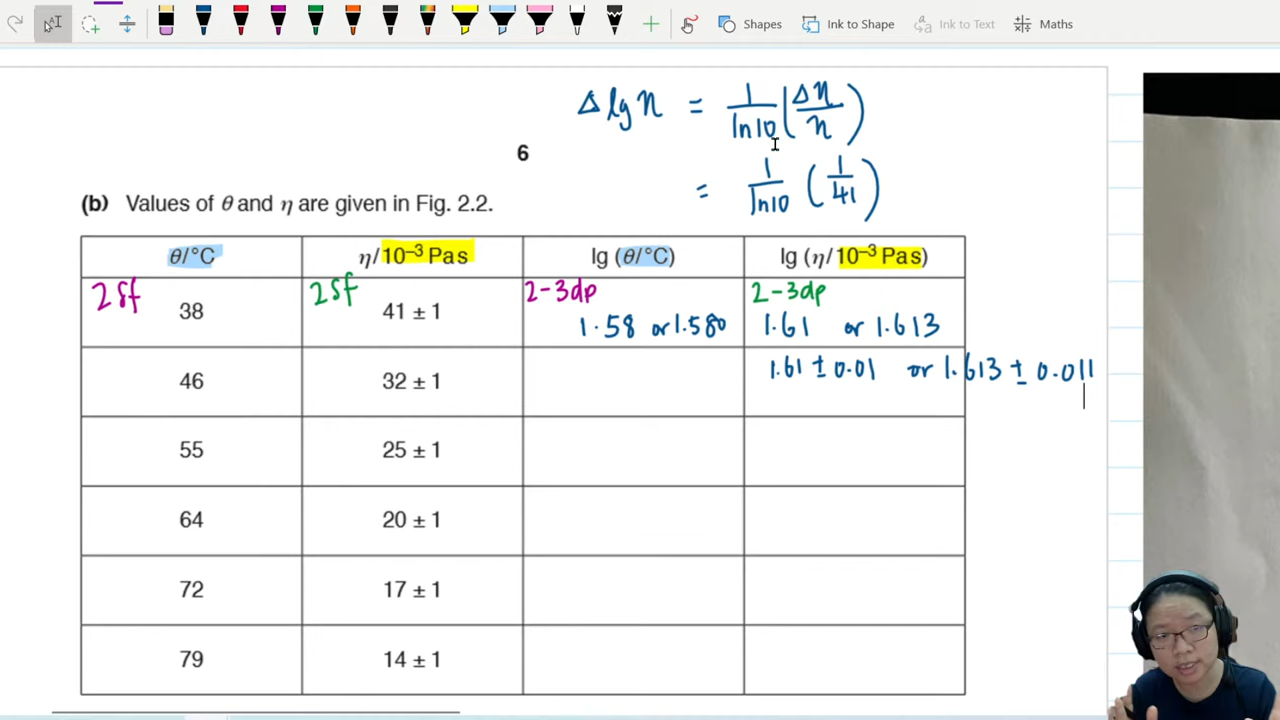 Shapes Ink to Shape Ink to Text Maths
Δlgη = 1/ln10 (Δη/η)
6
= 1/ln10 (1/41)
(b) Values of θ and η are given in Fig. 2.2.
θ/°C η/10⁻³ Pas lg (θ/°C) lg (η/10⁻³ Pas)
2sf 2sf 2-3dp 2-3dp
38 41 ± 1 1.58 or 1.580 1.61 or 1.613
1.61 ± 0.01 or 1.613 ± 0.011
46 32 ± 1
55 25 ± 1
64 20 ± 1
72 17 ± 1
79 14 ± 1